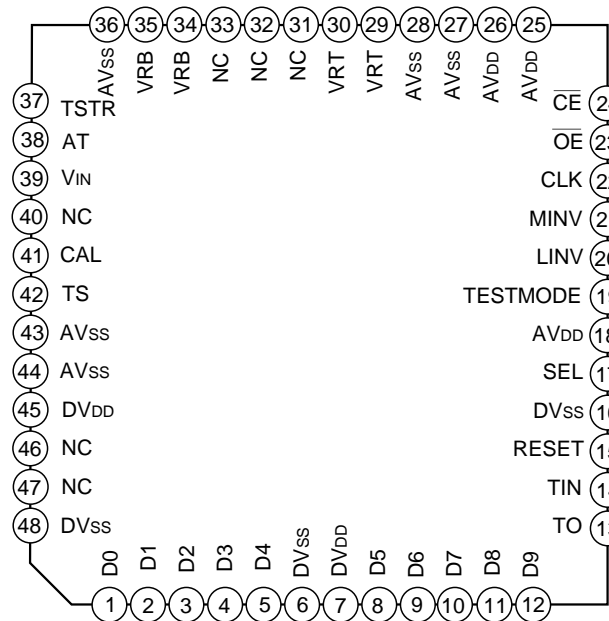 36 35 34 33 32 31 30 29 28 27 26 25
AVSS VRB VRB NC NC NC VRT VRT AVSS AVSS AVDD AVDD
37 TSTR
38 AT
39 VIN
40 NC
41 CAL
42 TS
43 AVSS
44 AVSS
45 DVDD
46 NC
47 NC
48 DVSS
CE
OE
CLK
MINV
LINV
TESTMODE
AVDD
SEL
DVSS
RESET
TIN
TO
D0 D1 D2 D3 D4 DVSS DVDD D5 D6 D7 D8 D9
1 2 3 4 5 6 7 8 9 10 11 12